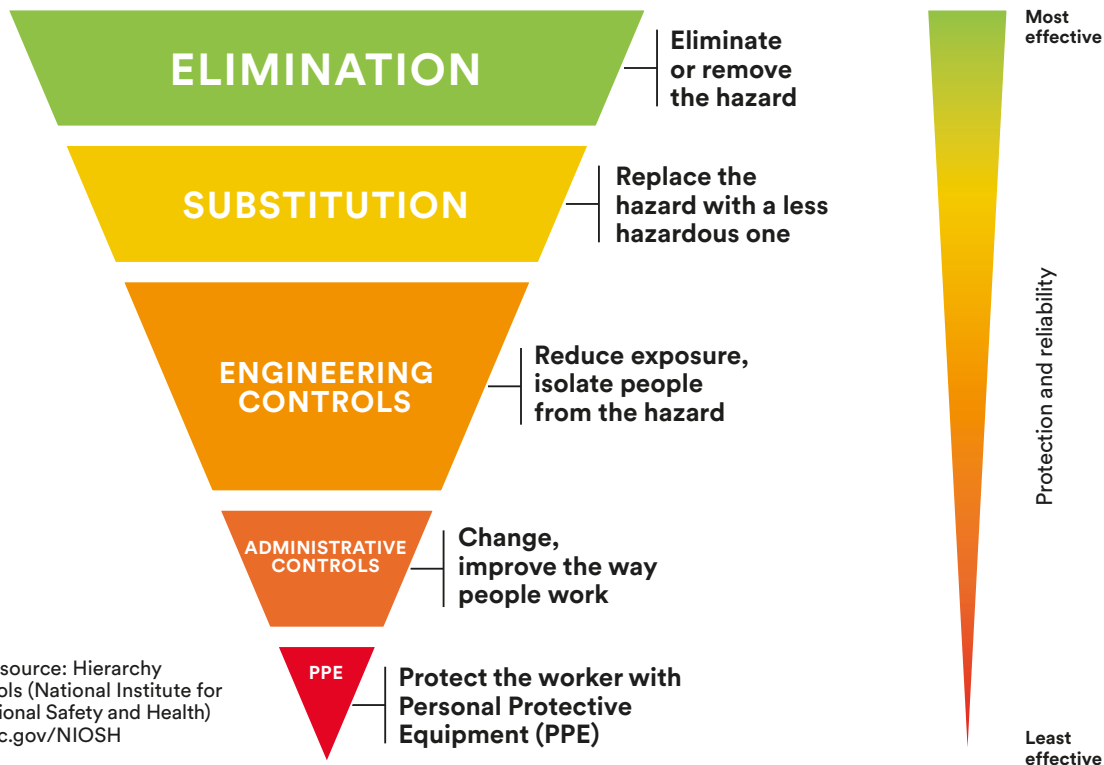 ELIMINATION
Eliminate
or remove
the hazard
SUBSTITUTION
Replace the
hazard with a less
hazardous one
ENGINEERING
CONTROLS
Reduce exposure,
isolate people
from the hazard
ADMINISTRATIVE
CONTROLS
Change,
improve the way
people work
PPE
Protect the worker with
Personal Protective
Equipment (PPE)
source: Hierarchy
ols (National Institute for
ional Safety and Health)
c.gov/NIOSH
Most
effective
Protection and reliability
Least
effective